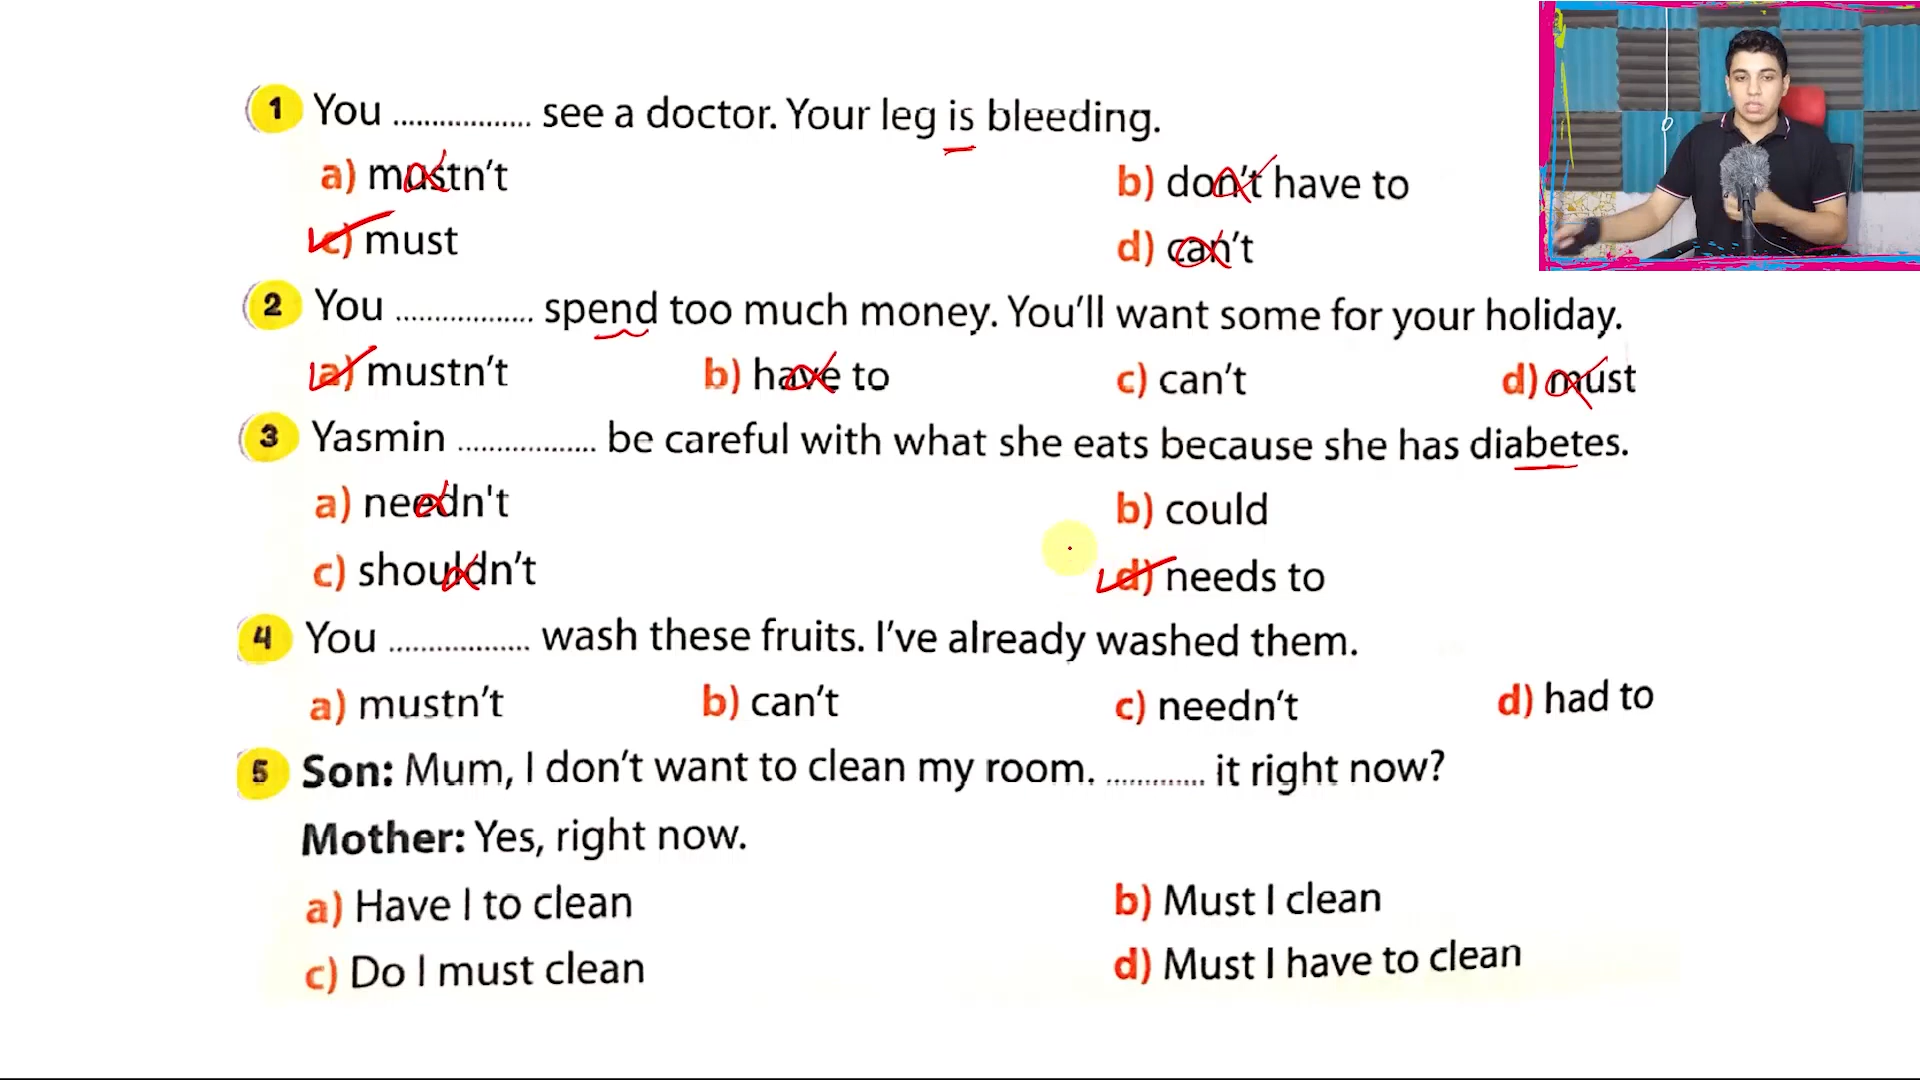 1 You .................. see a doctor. Your leg is bleeding.
a) mustn't b) don't have to
c) must d) can't
2 You .................. spend too much money. You'll want some for your holiday.
a) mustn't b) have to c) can't d) must
3 Yasmin .................. be careful with what she eats because she has diabetes.
a) needn't b) could
c) shouldn't d) needs to
4 You .................. wash these fruits. I've already washed them.
a) mustn't b) can't c) needn't d) had to
5 Son: Mum, I don't want to clean my room. ............. it right now?
Mother: Yes, right now.
a) Have I to clean b) Must I clean
c) Do I must clean d) Must I have to clean